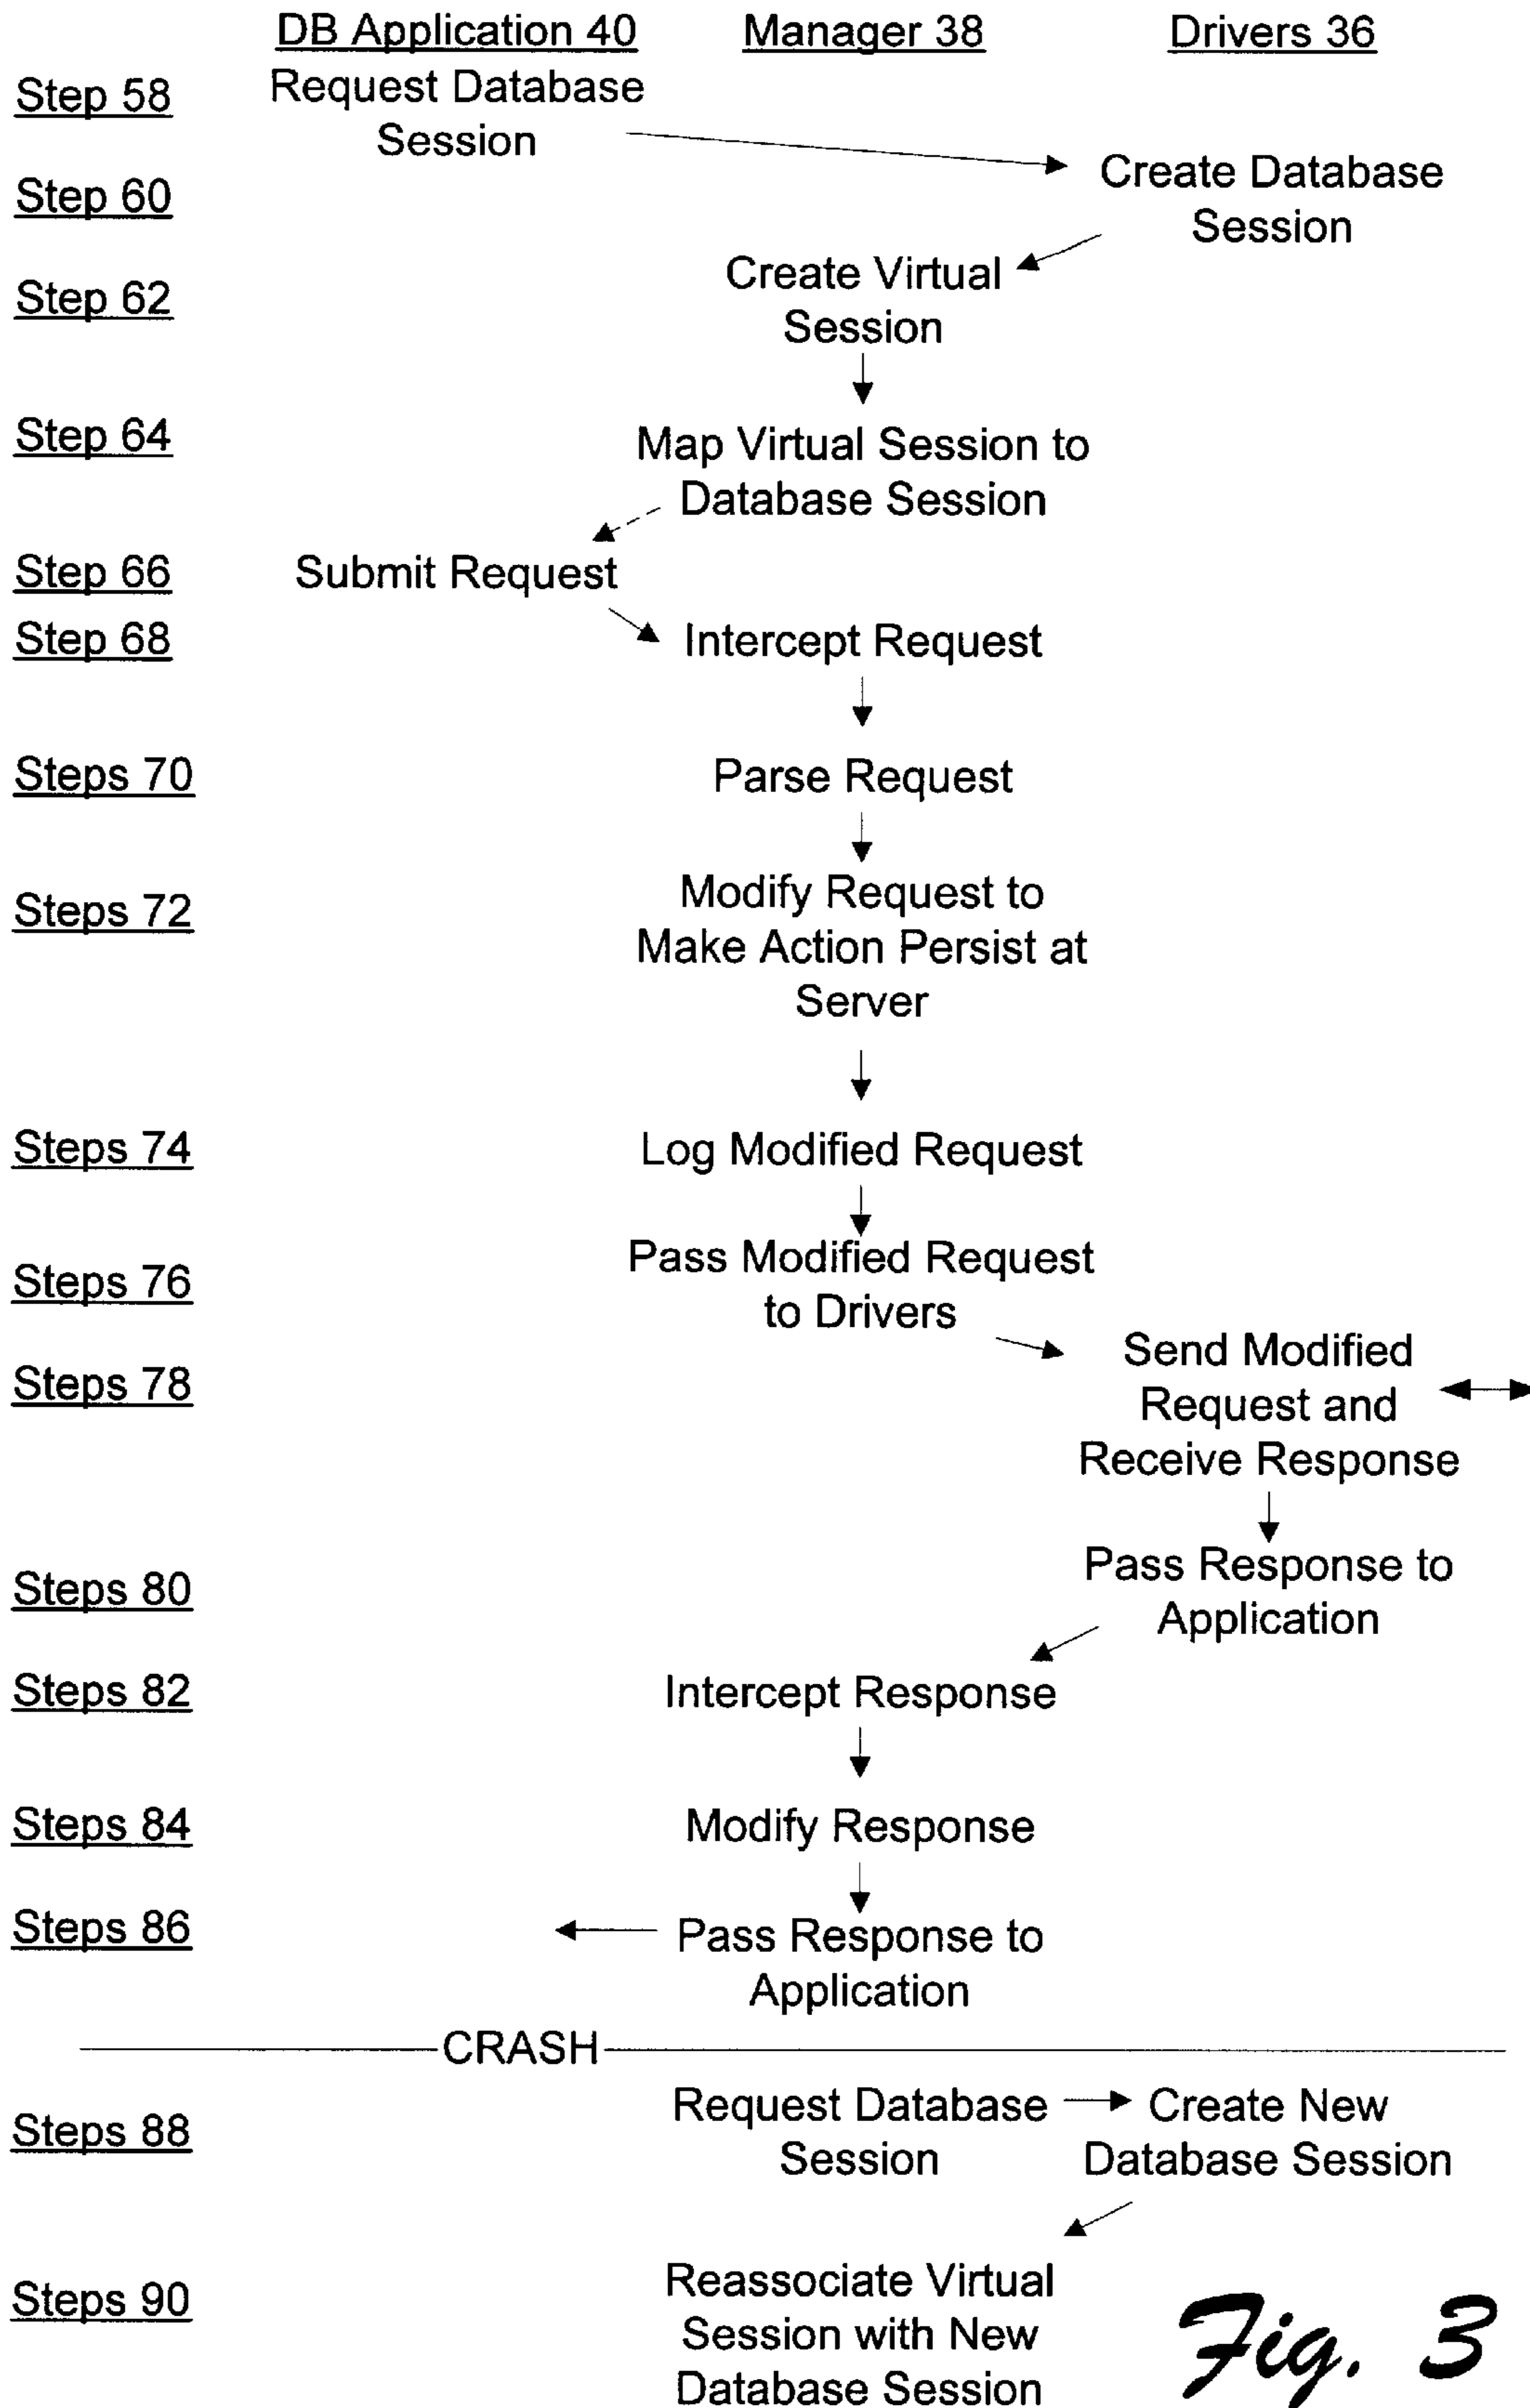 DB Application 40 Manager 38 Drivers 36
Step 58 Request Database
Session
Step 60 Create Database
Session
Step 62 Create Virtual
Session
Step 64 Map Virtual Session to
Database Session
Step 66 Submit Request
Step 68 Intercept Request
Steps 70 Parse Request
Steps 72 Modify Request to
Make Action Persist at
Server
Steps 74 Log Modified Request
Steps 76 Pass Modified Request
to Drivers
Steps 78 Send Modified
Request and
Receive Response
Steps 80 Pass Response to
Application
Steps 82 Intercept Response
Steps 84 Modify Response
Steps 86 Pass Response to
Application
CRASH
Steps 88 Request Database Create New
Session Database Session
Steps 90 Reassociate Virtual
Session with New
Database Session
Fig. 3